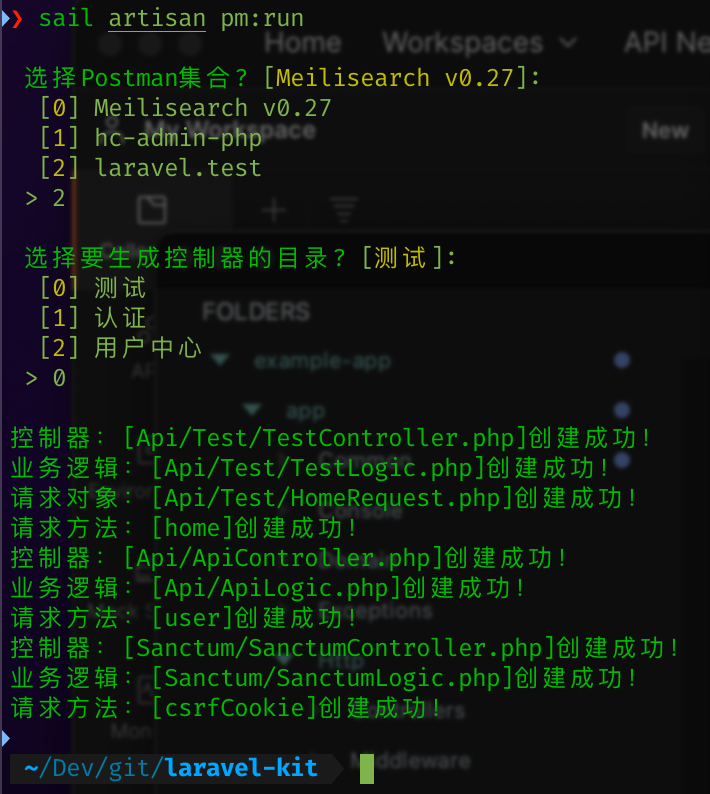 ❯ sail artisan pm:run
Home Workspaces API Ne
选择Postman集合? [Meilisearch v0.27]:
[0] Meilisearch v0.27
[1] hc-admin-php
My Workspace New
[2] laravel.test
> 2
选择要生成控制器的目录? [测试]:
[0] 测试
FOLDERS
[1] 认证
[2] 用户中心
example-app
> 0
app
控制器: [Api/Test/TestController.php]创建成功!
业务逻辑: [Api/Test/TestLogic.php]创建成功!
请求对象: [Api/Test/HomeRequest.php]创建成功!
Console
请求方法: [home]创建成功!
控制器: [Api/ApiController.php]创建成功!
业务逻辑: [Api/ApiLogic.php]创建成功!
请求方法: [user]创建成功!
控制器: [Sanctum/SanctumController.php]创建成功!
Http
业务逻辑: [Sanctum/SanctumLogic.php]创建成功!
请求方法: [csrfCookie]创建成功!
~/Dev/git/laravel-kit
Middleware